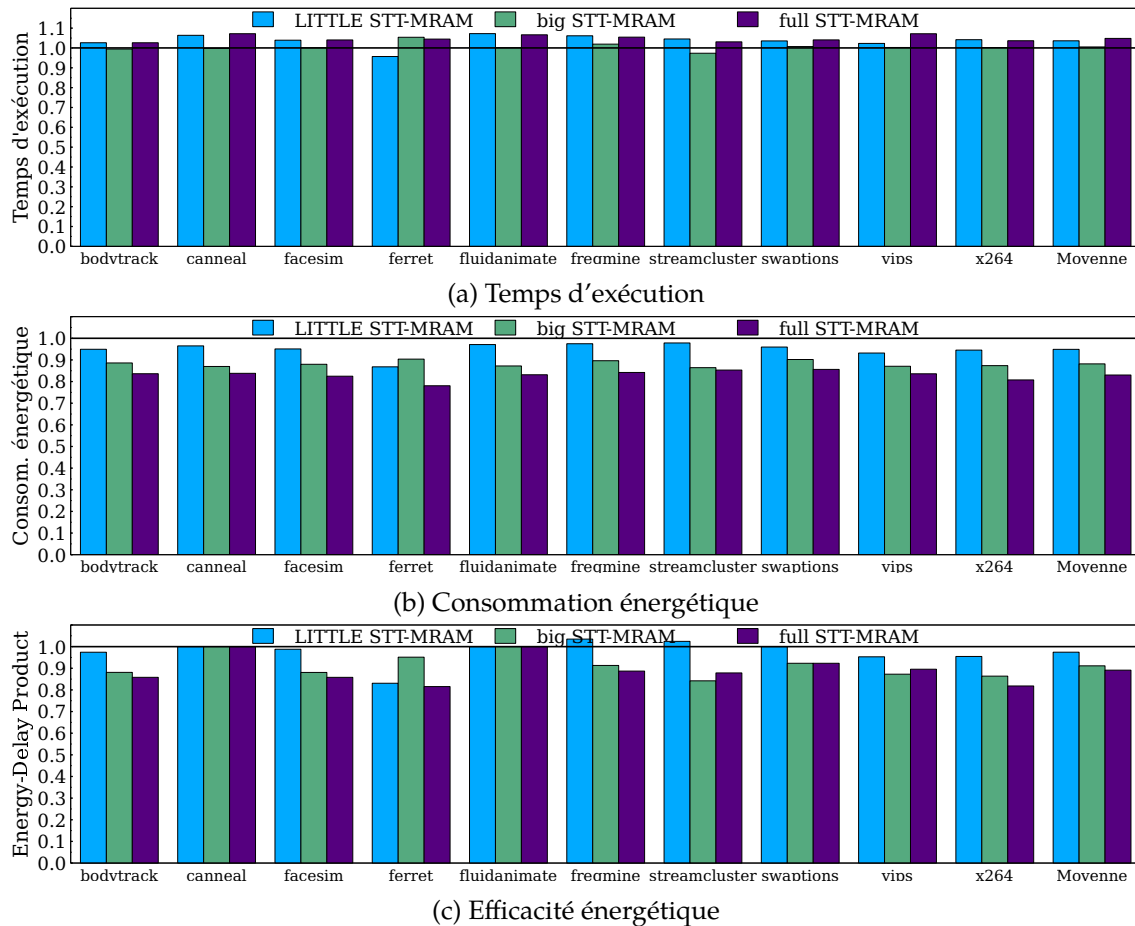 LITTLE STT-MRAM big STT-MRAM full STT-MRAM
Temps d'exécution
1.1
1.0
0.9
0.8
0.7
0.6
0.5
0.4
0.3
0.2
0.1
0.0
bodytrack canneal facesim ferret fluidanimate freqmine streamcluster swaptions vips x264 Moyenne
(a) Temps d’exécution
LITTLE STT-MRAM big STT-MRAM full STT-MRAM
Consom. énergétique
1.0
0.9
0.8
0.7
0.6
0.5
0.4
0.3
0.2
0.1
0.0
bodytrack canneal facesim ferret fluidanimate freqmine streamcluster swaptions vips x264 Moyenne
(b) Consommation énergétique
LITTLE STT-MRAM big STT-MRAM full STT-MRAM
Energy-Delay Product
1.0
0.9
0.8
0.7
0.6
0.5
0.4
0.3
0.2
0.1
0.0
bodytrack canneal facesim ferret fluidanimate freqmine streamcluster swaptions vips x264 Moyenne
(c) Efficacité énergétique